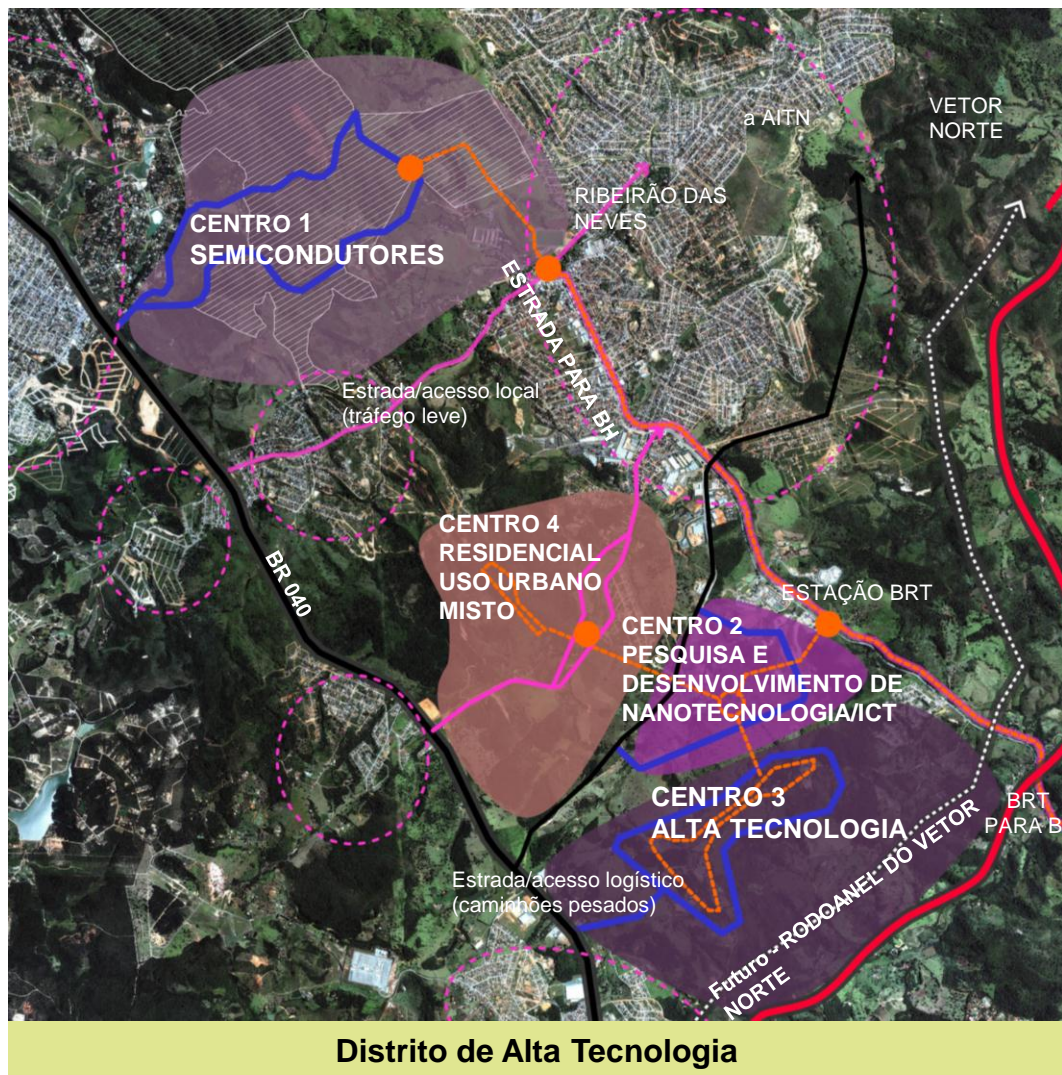 a AITN
VETOR
NORTE
RIBEIRÃO DAS
NEVES
CENTRO 1
SEMICONDUTORES
ESTRADA PARA BH
Estrada/acesso local
(tráfego leve)
BR 040
CENTRO 4
RESIDENCIAL
USO URBANO
MISTO
ESTAÇÃO BRT
CENTRO 2
PESQUISA E
DESENVOLVIMENTO DE
NANOTECNOLOGIA/ICT
CENTRO 3
ALTA TECNOLOGIA
BRT
PARA B
Estrada/acesso logístico
(caminhões pesados)
Futuro - RODOANEL DO VETOR
NORTE
Distrito de Alta Tecnologia